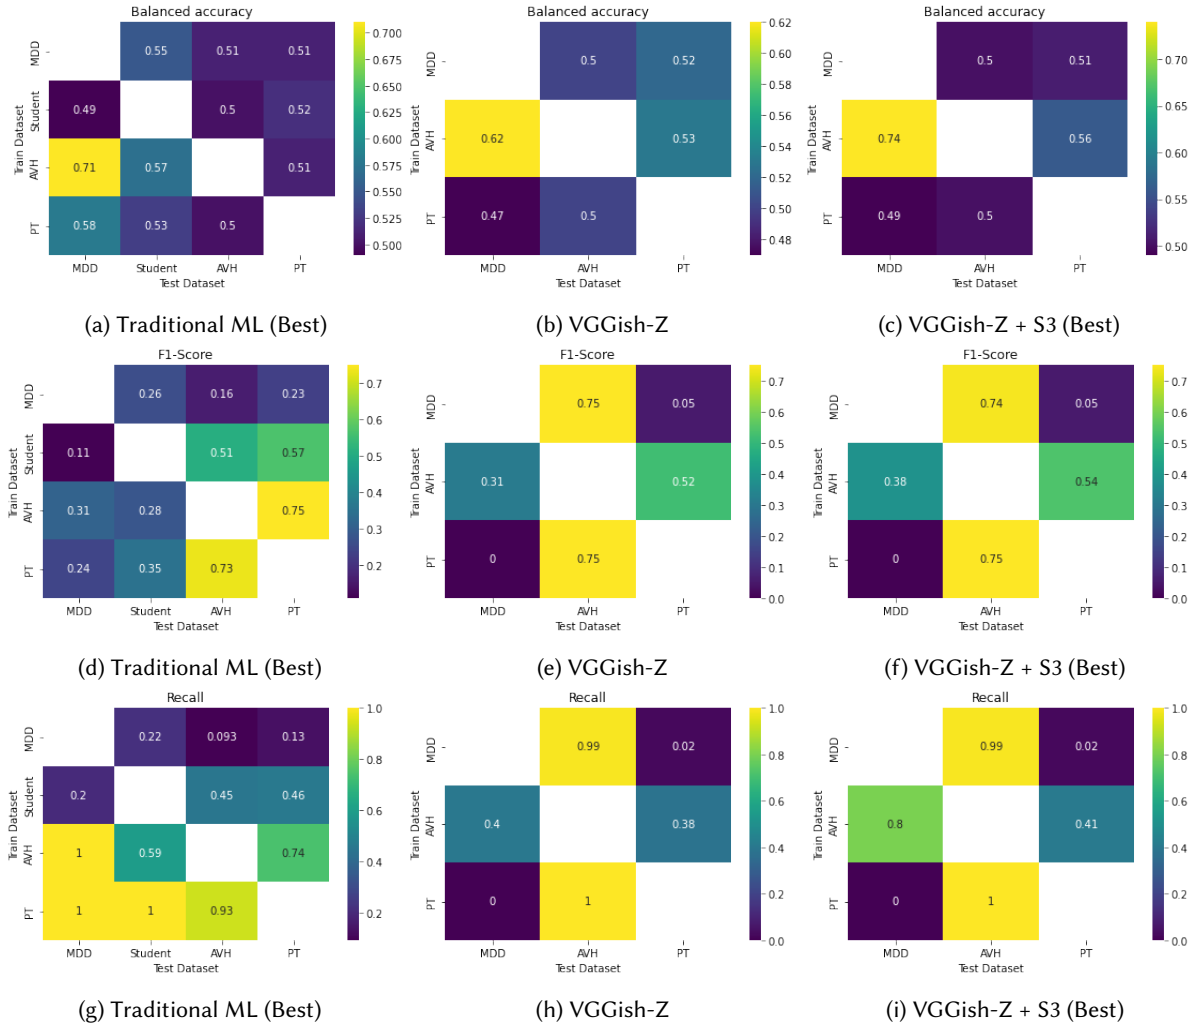 Balanced accuracy
Train Dataset
MDD
Student
AVH
PT
0.55 0.51 0.51
0.49 0.5 0.52
0.71 0.57 0.51
0.58 0.53 0.5
MDD Student AVH PT
Test Dataset
0.700
0.675
0.650
0.625
0.600
0.575
0.550
0.525
0.500
(a) Traditional ML (Best)
Balanced accuracy
Train Dataset
MDD
AVH
PT
0.5 0.52
0.62 0.53
0.47 0.5
MDD AVH PT
Test Dataset
0.62
0.60
0.58
0.56
0.54
0.52
0.50
0.48
(b) VGGish-Z
Balanced accuracy
Train Dataset
MDD
AVH
PT
0.5 0.51
0.74 0.56
0.49 0.5
MDD AVH PT
Test Dataset
0.70
0.65
0.60
0.55
0.50
(c) VGGish-Z + S3 (Best)
F1-Score
Train Dataset
MDD
Student
AVH
PT
0.26 0.16 0.23
0.11 0.51 0.57
0.31 0.28 0.75
0.24 0.35 0.73
MDD Student AVH PT
Test Dataset
0.7
0.6
0.5
0.4
0.3
0.2
(d) Traditional ML (Best)
F1-Score
Train Dataset
MDD
AVH
PT
0.75 0.05
0.31 0.52
0 0.75
MDD AVH PT
Test Dataset
0.7
0.6
0.5
0.4
0.3
0.2
0.1
0.0
(e) VGGish-Z
F1-Score
Train Dataset
MDD
AVH
PT
0.74 0.05
0.38 0.54
0 0.75
MDD AVH PT
Test Dataset
0.7
0.6
0.5
0.4
0.3
0.2
0.1
0.0
(f) VGGish-Z + S3 (Best)
Recall
Train Dataset
MDD
Student
AVH
PT
0.22 0.093 0.13
0.2 0.45 0.46
1 0.59 0.74
1 1 0.93
MDD Student AVH PT
Test Dataset
1.0
0.8
0.6
0.4
0.2
(g) Traditional ML (Best)
Recall
Train Dataset
MDD
AVH
PT
0.99 0.02
0.4 0.38
0 1
MDD AVH PT
Test Dataset
1.0
0.8
0.6
0.4
0.2
0.0
(h) VGGish-Z
Recall
Train Dataset
MDD
AVH
PT
0.99 0.02
0.8 0.41
0 1
MDD AVH PT
Test Dataset
1.0
0.8
0.6
0.4
0.2
0.0
(i) VGGish-Z + S3 (Best)